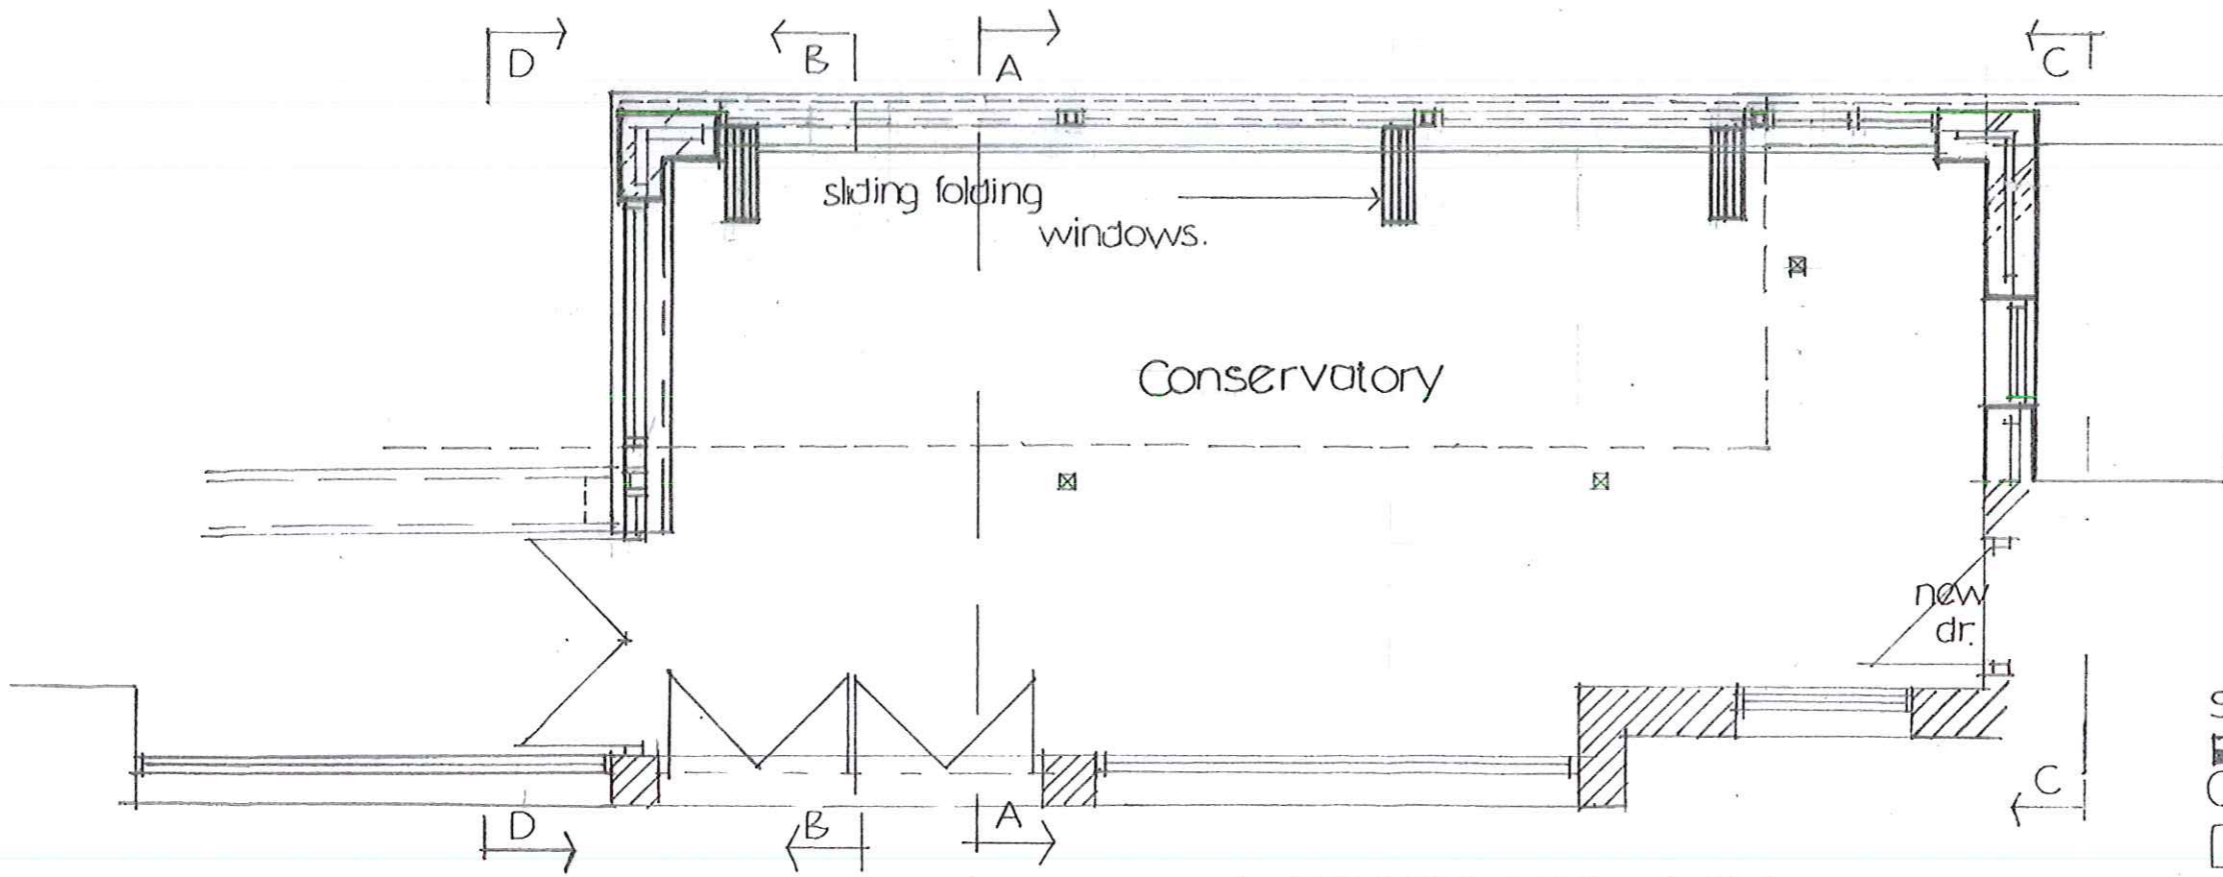 D
B
A
C
sliding folding
windows.
Conservatory
new
dr.
D
B
A
C